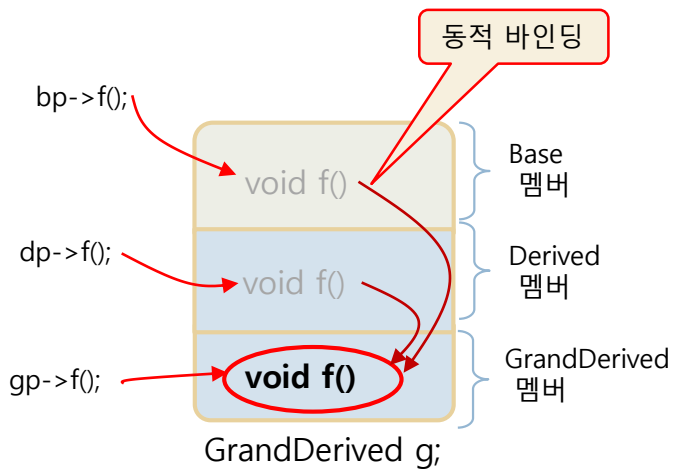 동적 바인딩
bp->f();
void f()
Base
멤버
dp->f();
void f()
Derived
멤버
gp->f();
void f()
GrandDerived
멤버
GrandDerived g;